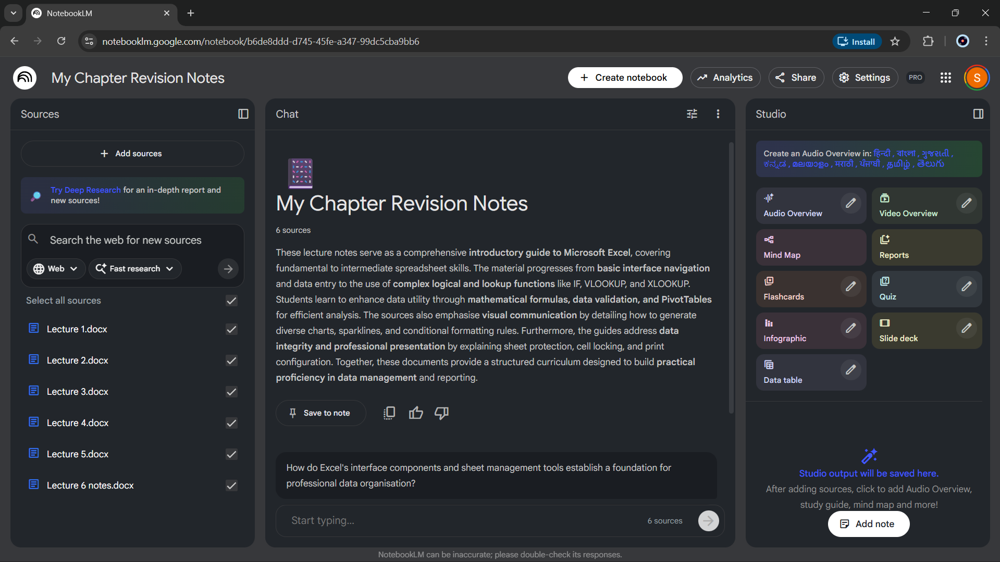 NotebookLM
notebooklm.google.com/notebook/b6de8ddd-d745-45fe-a347-99dc5cba9bb6
Install
My Chapter Revision Notes
Create notebook
Analytics
Share
Settings
PRO
S
Sources
Add sources
Try Deep Research for an in-depth report and
new sources!
Search the web for new sources
Web
Fast research
Select all sources
Lecture 1.docx
Lecture 2.docx
Lecture 3.docx
Lecture 4.docx
Lecture 5.docx
Lecture 6 notes.docx
Chat
My Chapter Revision Notes
6 sources
These lecture notes serve as a comprehensive introductory guide to Microsoft Excel, covering
fundamental to intermediate spreadsheet skills. The material progresses from basic interface navigation
and data entry to the use of complex logical and lookup functions like IF, VLOOKUP, and XLOOKUP.
Students learn to enhance data utility through mathematical formulas, data validation, and PivotTables
for efficient analysis. The sources also emphasise visual communication by detailing how to generate
diverse charts, sparklines, and conditional formatting rules. Furthermore, the guides address data
integrity and professional presentation by explaining sheet protection, cell locking, and print
configuration. Together, these documents provide a structured curriculum designed to build practical
proficiency in data management and reporting.
Save to note
How do Excel's interface components and sheet management tools establish a foundation for
professional data organisation?
Start typing...
6 sources
Studio
Create an Audio Overview in: हिन्दी , বাংলা , ગુજરાતી ,
ಕನ್ನಡ , മലയാളം , मराठी , ਪੰਜਾਬੀ , தமிழ் , తెలుగు
Audio Overview
Video Overview
Mind Map
Reports
Flashcards
Quiz
Infographic
Slide deck
Data table
Studio output will be saved here.
After adding sources, click to add Audio Overview,
study guide, mind map and more!
Add note
NotebookLM can be inaccurate; please double-check its responses.